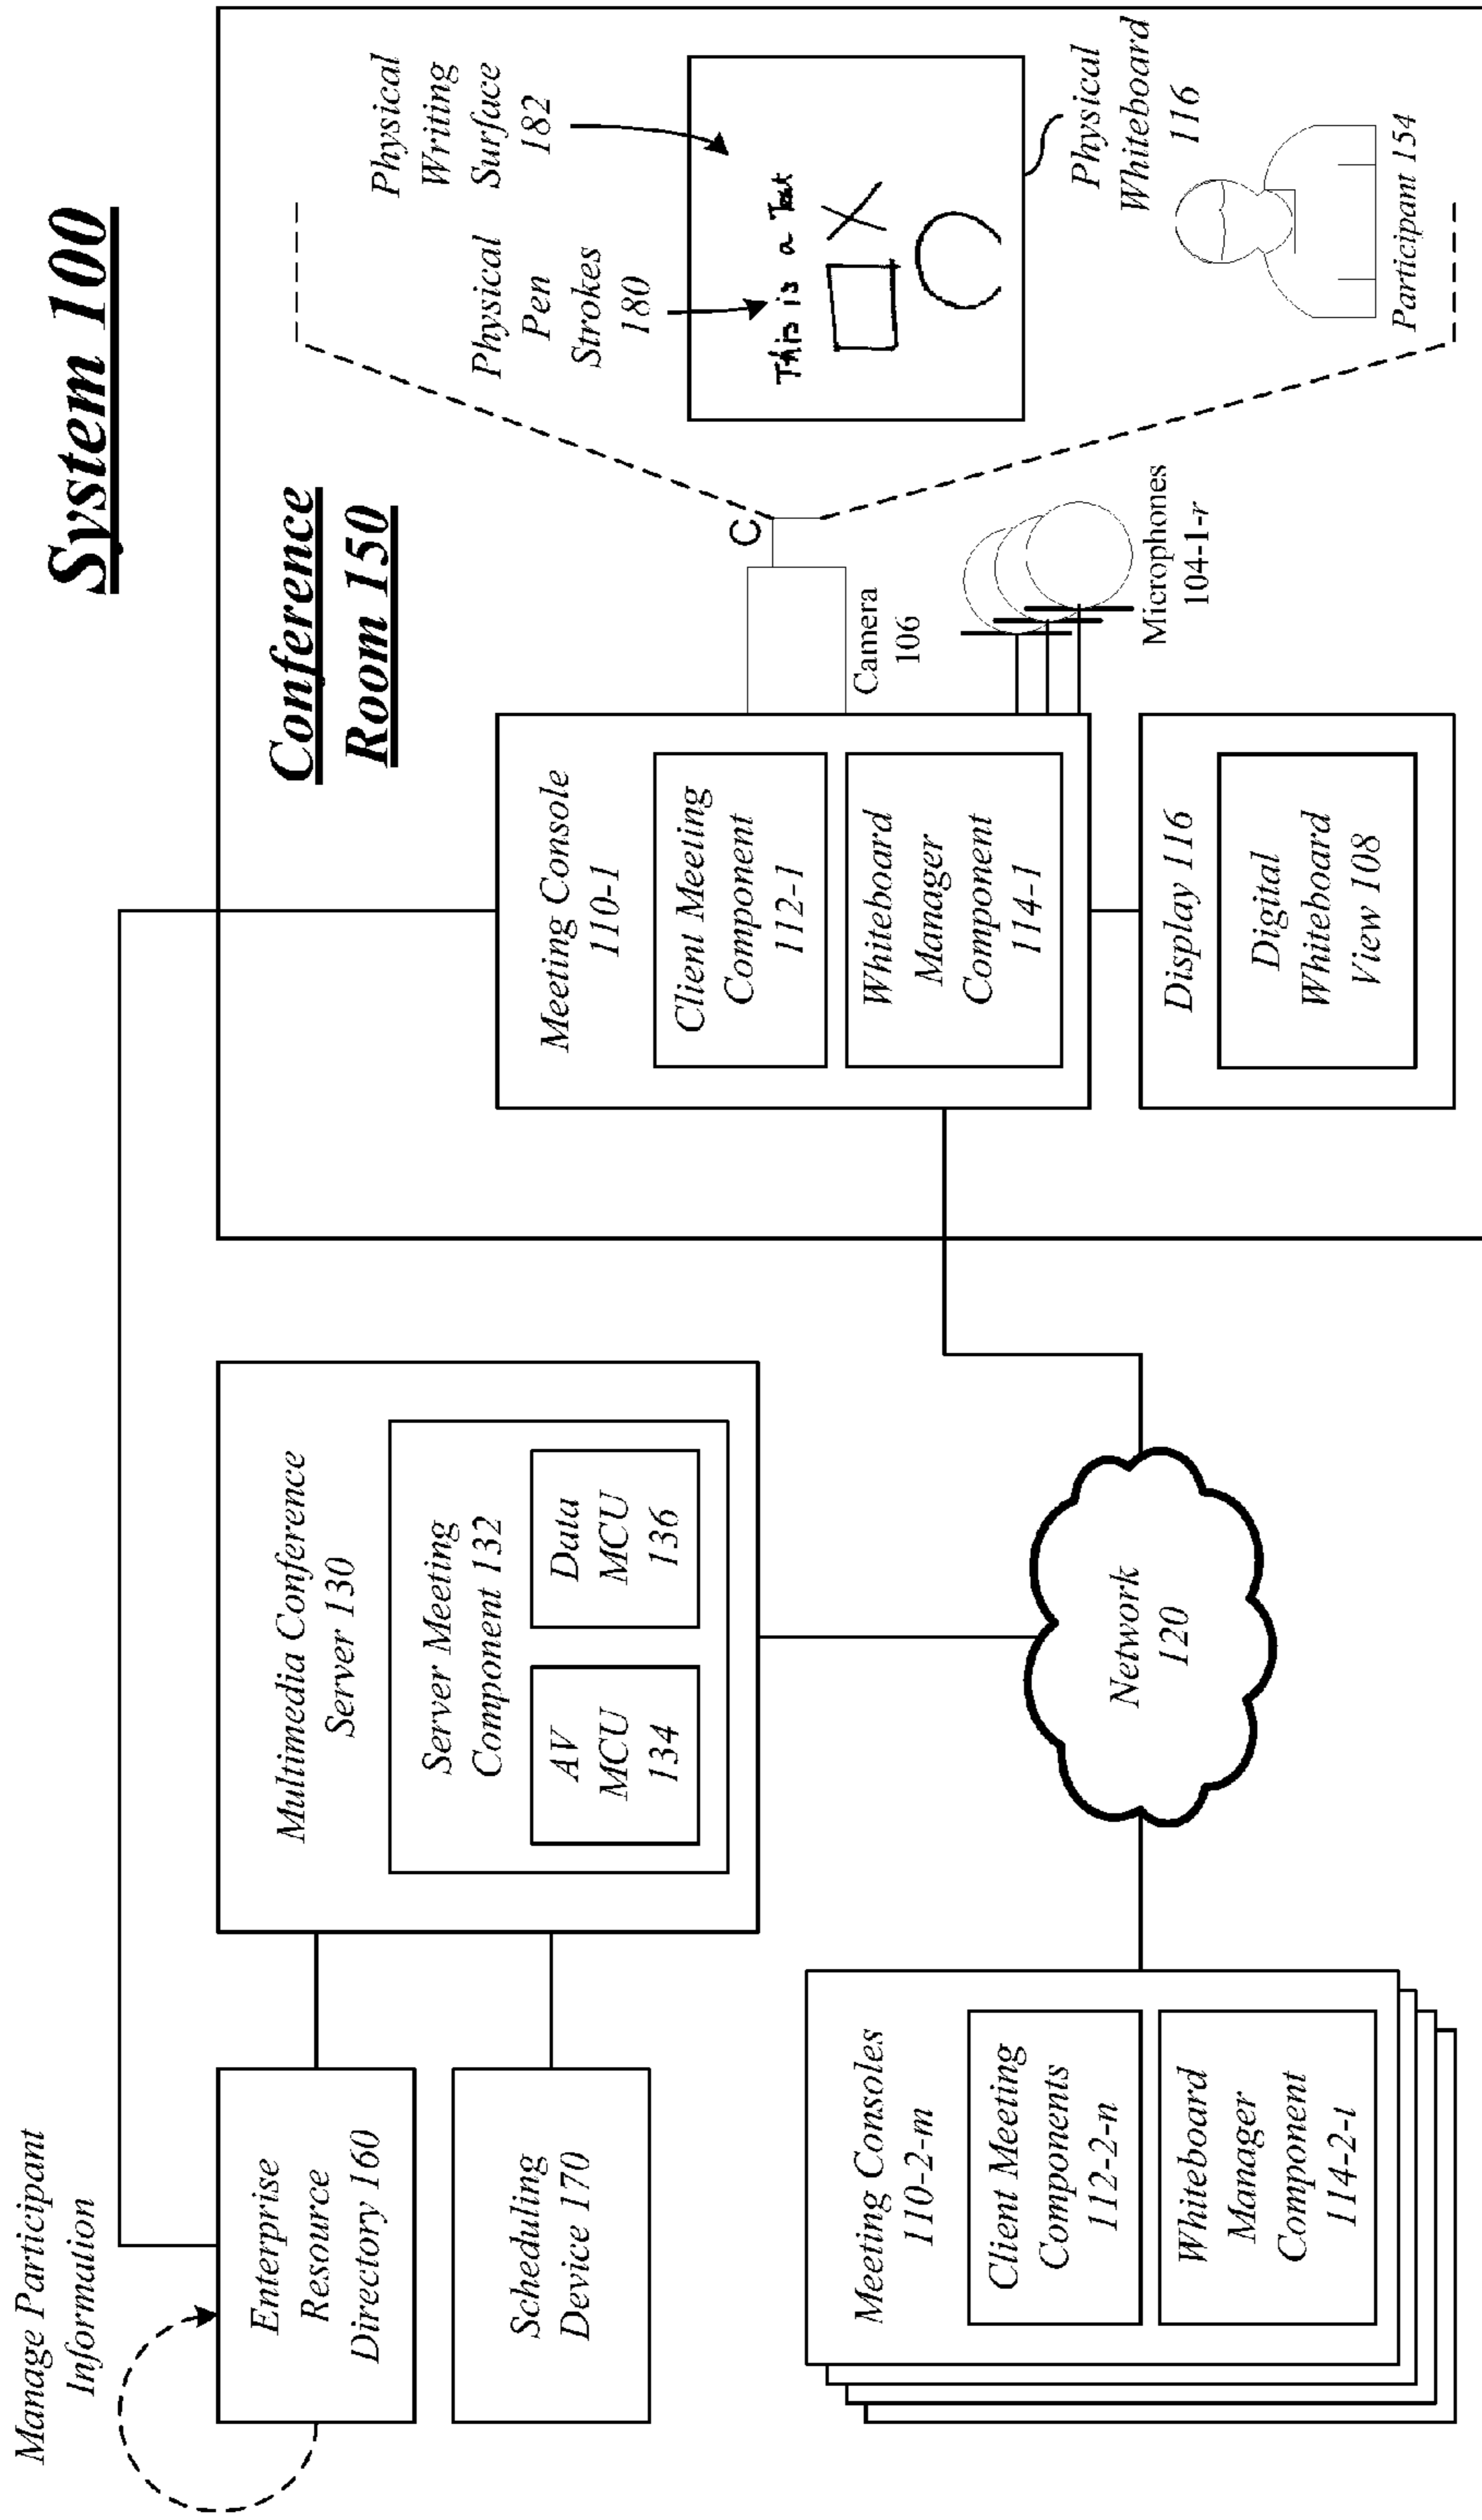 System 100
Manage Participant
Information
Enterprise
Resource
Directory 160
Scheduling
Device 170
Multimedia Conference
Server 130
Server Meeting
Component 132
AV
MCU
134
Data
MCU
136
Meeting Consoles
110-2-m
Client Meeting
Components
112-2-n
Whiteboard
Manager
Component
114-2-t
Network
120
Conference
Room 150
Meeting Console
110-1
Client Meeting
Component
112-1
Whiteboard
Manager
Component
114-1
Display 116
Digital
Whiteboard
View 108
Camera
106
Microphones
104-1-r
Physical
Pen
Strokes
180
Physical
Writing
Surface
182
This is a Test
Physical
Whiteboard
116
Participant 154